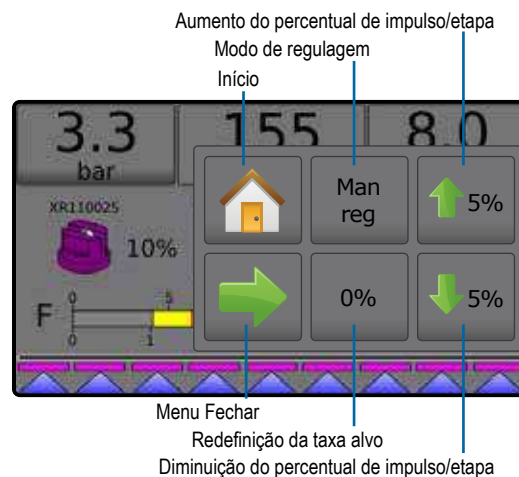 Aumento do percentual de impulso/etapa
Modo de regulagem
Início
3.3 155 8.0
bar
XR110025
10%
Man
reg
5%
F
0 5
0 1
0%
5%
Menu Fechar
Redefinição da taxa alvo
Diminuição do percentual de impulso/etapa